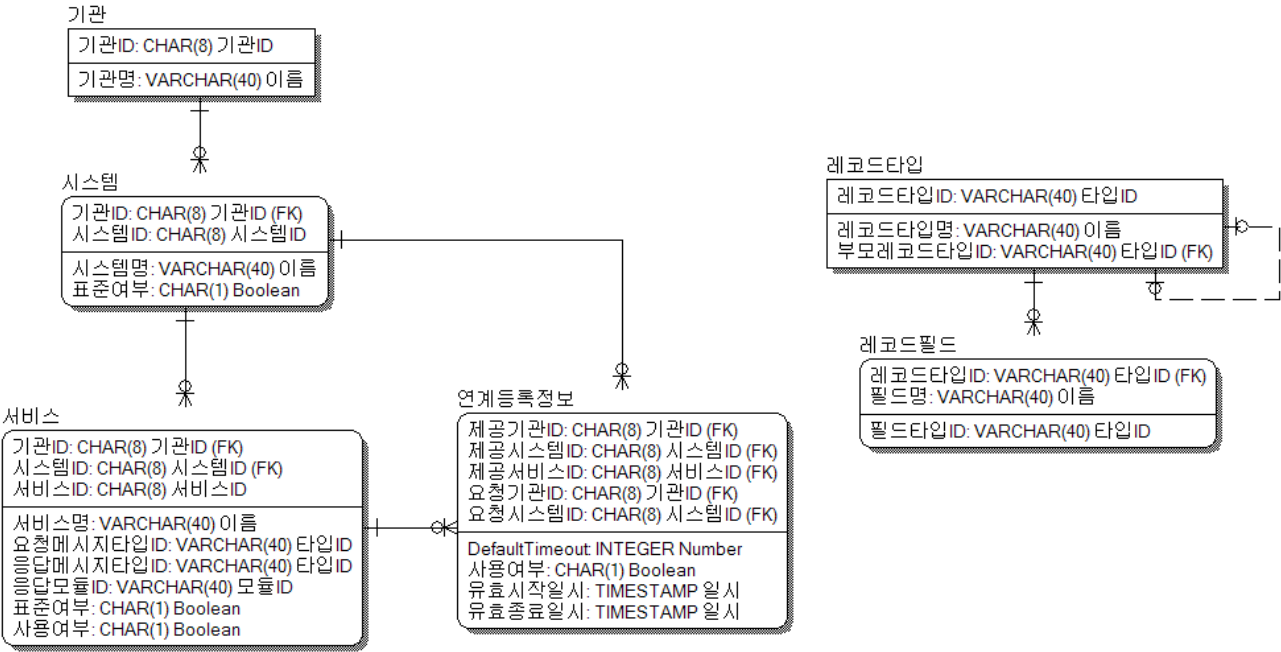 기관
기관ID: CHAR(8) 기관ID
기관명: VARCHAR(40) 이름
시스템
기관ID: CHAR(8) 기관ID (FK)
시스템ID: CHAR(8) 시스템ID
시스템명: VARCHAR(40) 이름
표준여부: CHAR(1) Boolean
서비스
기관ID: CHAR(8) 기관ID (FK)
시스템ID: CHAR(8) 시스템ID (FK)
서비스ID: CHAR(8) 서비스ID
서비스명: VARCHAR(40) 이름
요청메시지타입ID: VARCHAR(40) 타입ID
응답메시지타입ID: VARCHAR(40) 타입ID
응답모듈ID: VARCHAR(40) 모듈ID
표준여부: CHAR(1) Boolean
사용여부: CHAR(1) Boolean
연계등록정보
제공기관ID: CHAR(8) 기관ID (FK)
제공시스템ID: CHAR(8) 시스템ID (FK)
제공서비스ID: CHAR(8) 서비스ID (FK)
요청기관ID: CHAR(8) 기관ID (FK)
요청시스템ID: CHAR(8) 시스템ID (FK)
DefaultTimeout: INTEGER Number
사용여부: CHAR(1) Boolean
유효시작일시: TIMESTAMP 일시
유효종료일시: TIMESTAMP 일시
레코드타입
레코드타입ID: VARCHAR(40) 타입ID
레코드타입명: VARCHAR(40) 이름
부모레코드타입ID: VARCHAR(40) 타입ID (FK)
레코드필드
레코드타입ID: VARCHAR(40) 타입ID (FK)
필드명: VARCHAR(40) 이름
필드타입ID: VARCHAR(40) 타입ID